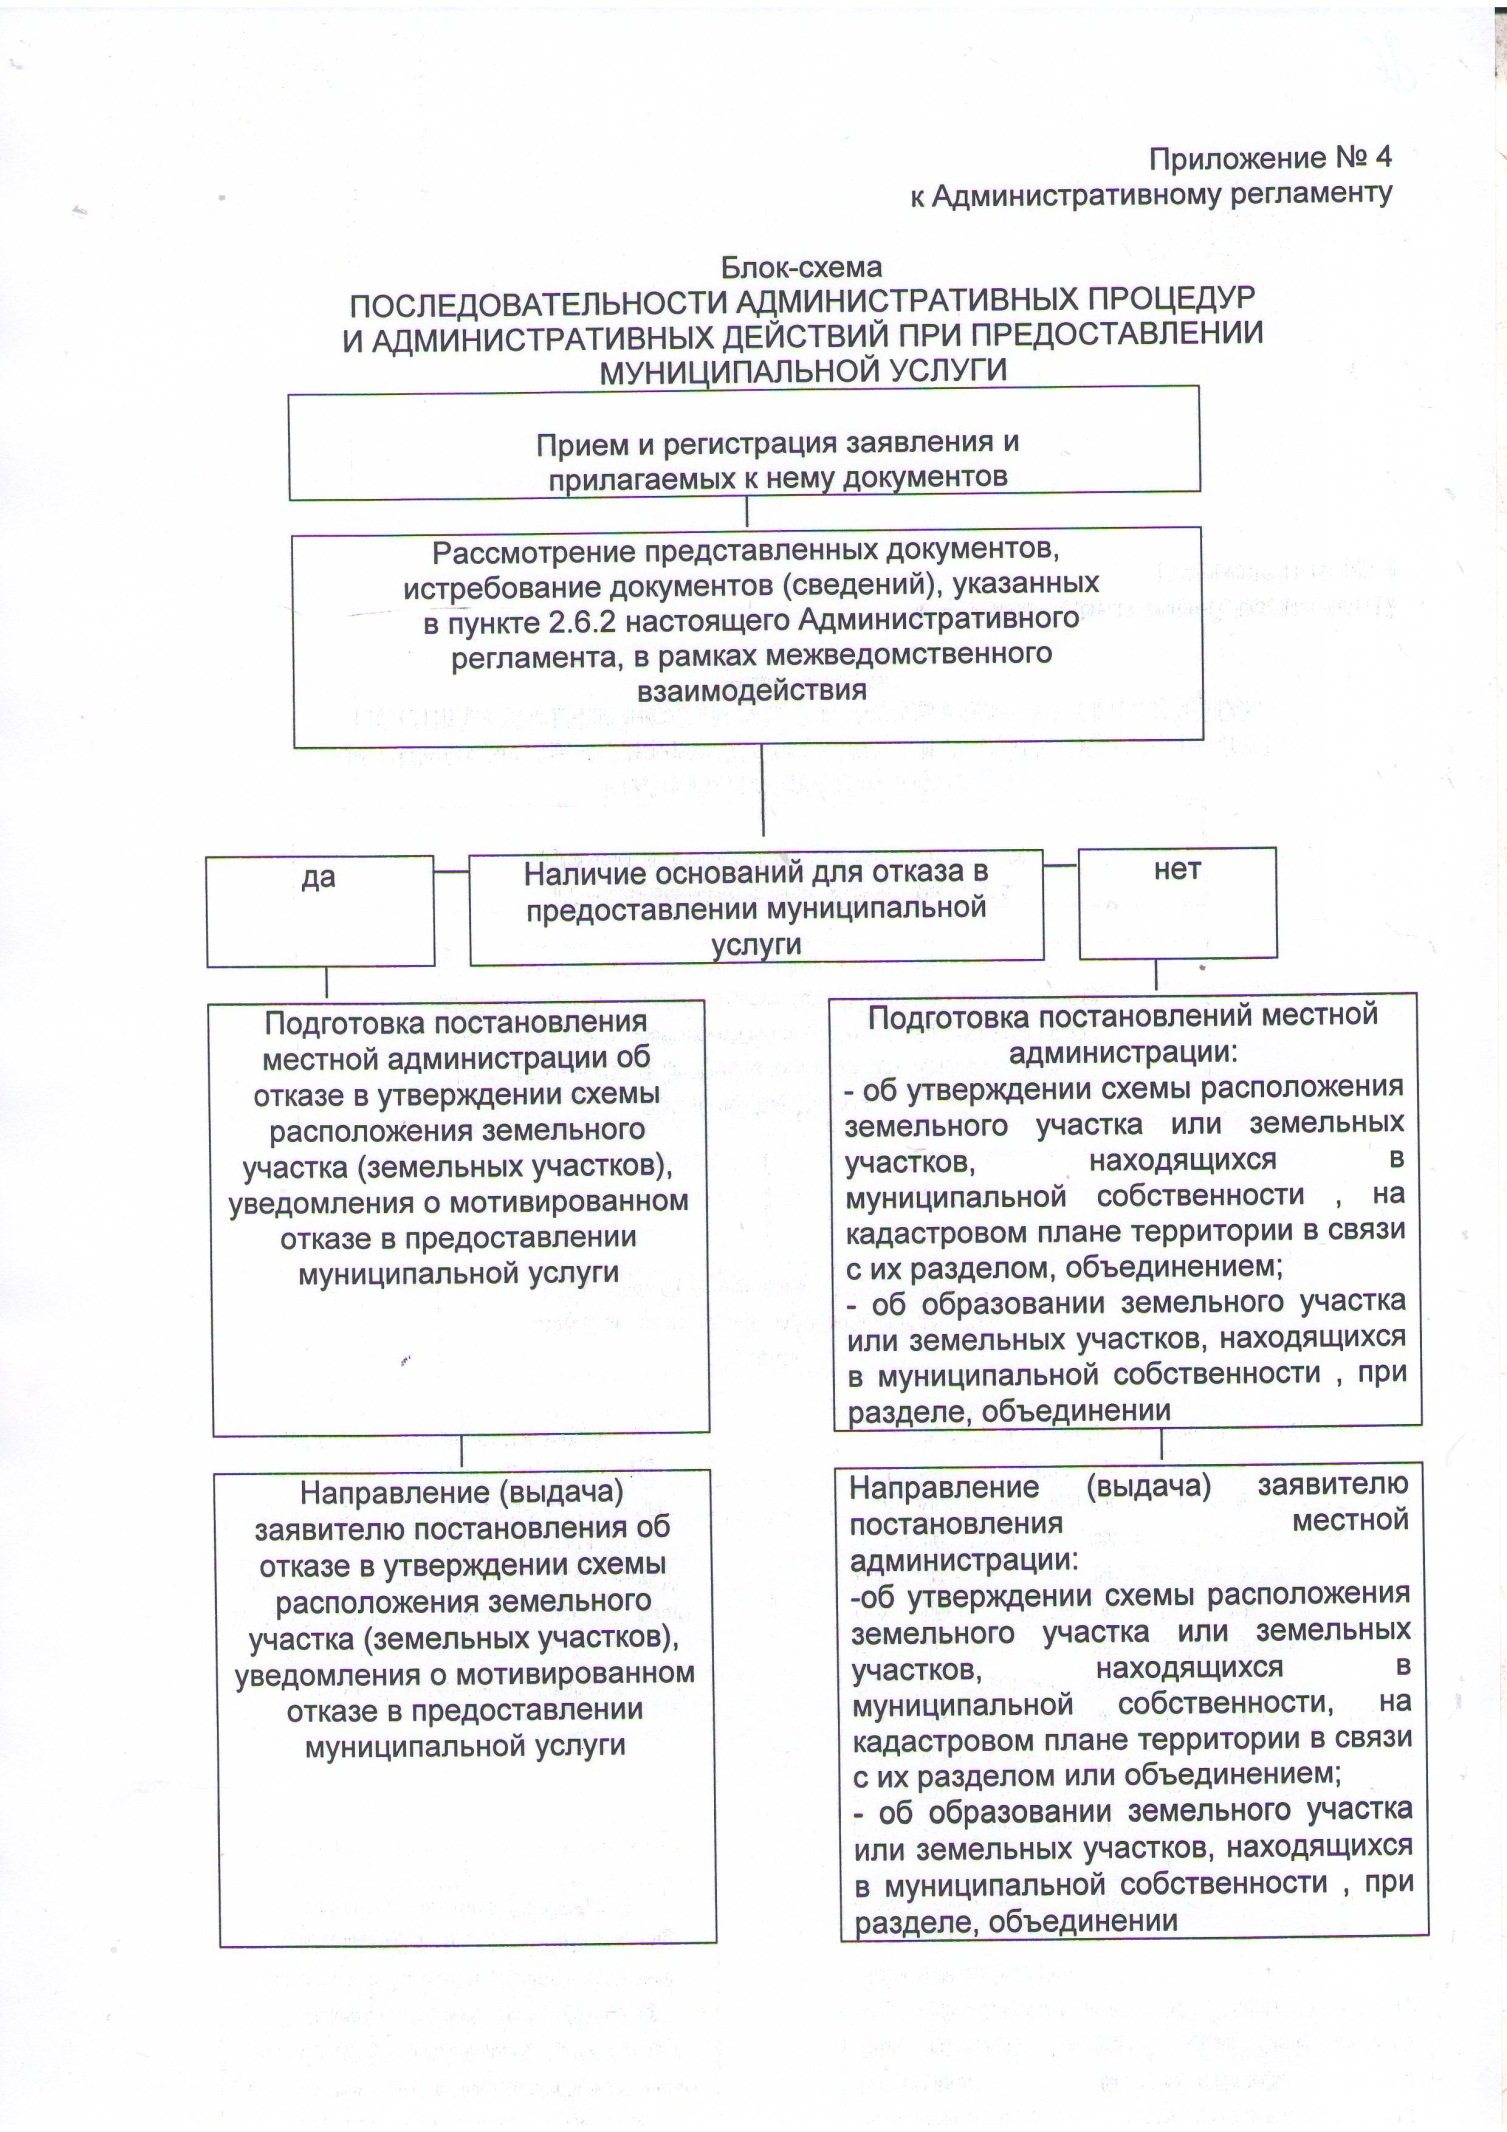 Приложение № 4
к Административному регламенту
Блок-схема
ПОСЛЕДОВАТЕЛЬНОСТИ АДМИНИСТРАТИВНЫХ ПРОЦЕДУР
И АДМИНИСТРАТИВНЫХ ДЕЙСТВИЙ ПРИ ПРЕДОСТАВЛЕНИИ
МУНИЦИПАЛЬНОЙ УСЛУГИ
Прием и регистрация заявления и
прилагаемых к нему документов
Рассмотрение представленных документов,
истребование документов (сведений), указанных
в пункте 2.6.2 настоящего Административного
регламента, в рамках межведомственного
взаимодействия
да
Наличие оснований для отказа в
предоставлении муниципальной
услуги
нет
Подготовка постановления
местной администрации об
отказе в утверждении схемы
расположения земельного
участка (земельных участков),
уведомления о мотивированном
отказе в предоставлении
муниципальной услуги
Подготовка постановлений местной
администрации:
- об утверждении схемы расположения
земельного участка или земельных
участков, находящихся в
муниципальной собственности , на
кадастровом плане территории в связи
с их разделом, объединением;
- об образовании земельного участка
или земельных участков, находящихся
в муниципальной собственности , при
разделе, объединении
Направление (выдача)
заявителю постановления об
отказе в утверждении схемы
расположения земельного
участка (земельных участков),
уведомления о мотивированном
отказе в предоставлении
муниципальной услуги
Направление (выдача) заявителю
постановления местной
администрации:
-об утверждении схемы расположения
земельного участка или земельных
участков, находящихся в
муниципальной собственности, на
кадастровом плане территории в связи
с их разделом или объединением;
- об образовании земельного участка
или земельных участков, находящихся
в муниципальной собственности , при
разделе, объединении